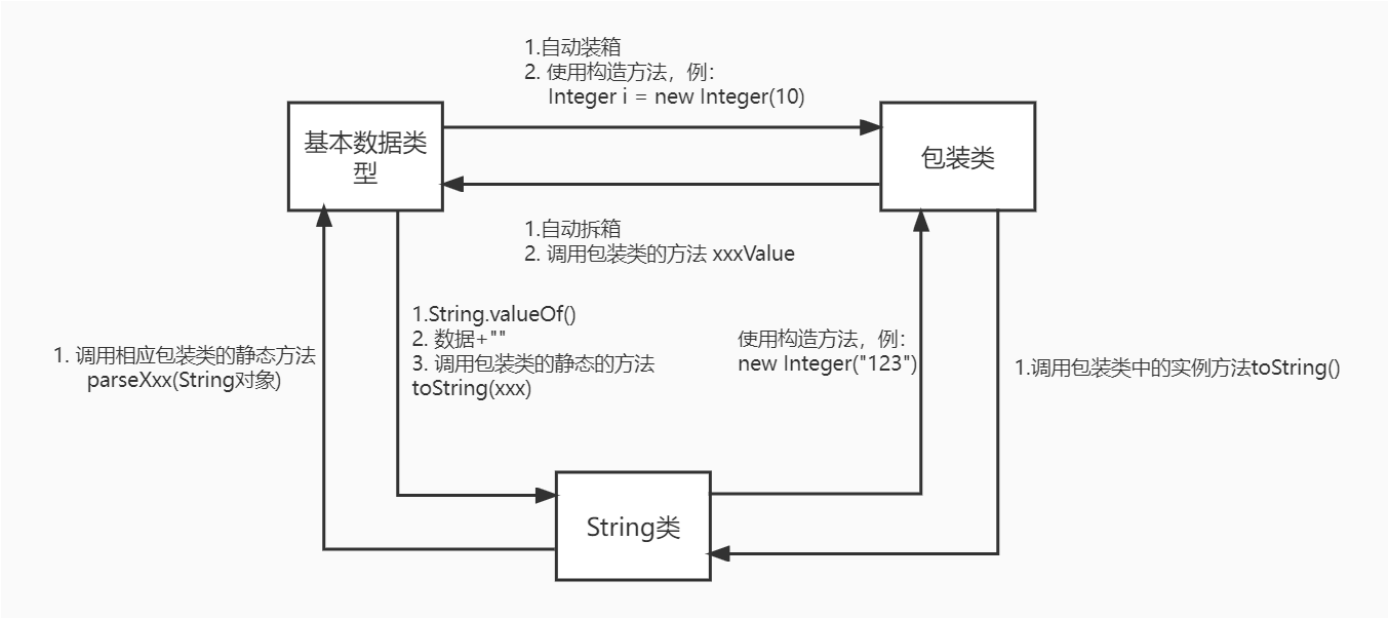 1.自动装箱
2. 使用构造方法，例：
Integer i = new Integer(10)
基本数据类
型
包装类
1.自动拆箱
2. 调用包装类的方法 xxxValue
1.String.valueOf()
2. 数据+""
3. 调用包装类的静态的方法
toString(xxx)
使用构造方法，例：
new Integer("123")
1. 调用相应包装类的静态方法
parseXxx(String对象)
1.调用包装类中的实例方法toString()
String类